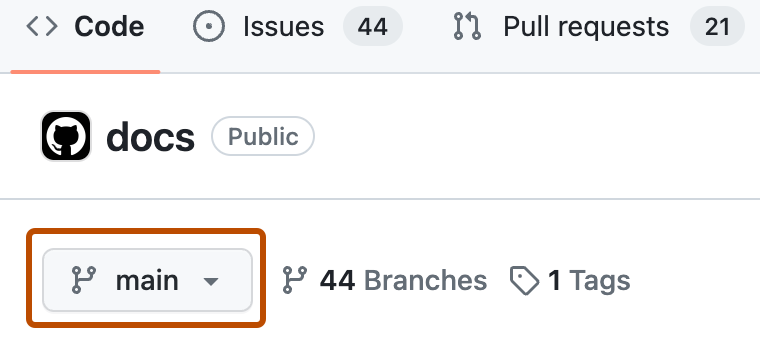 Code Issues 44 Pull requests 21
docs Public
main 44 Branches 1 Tags